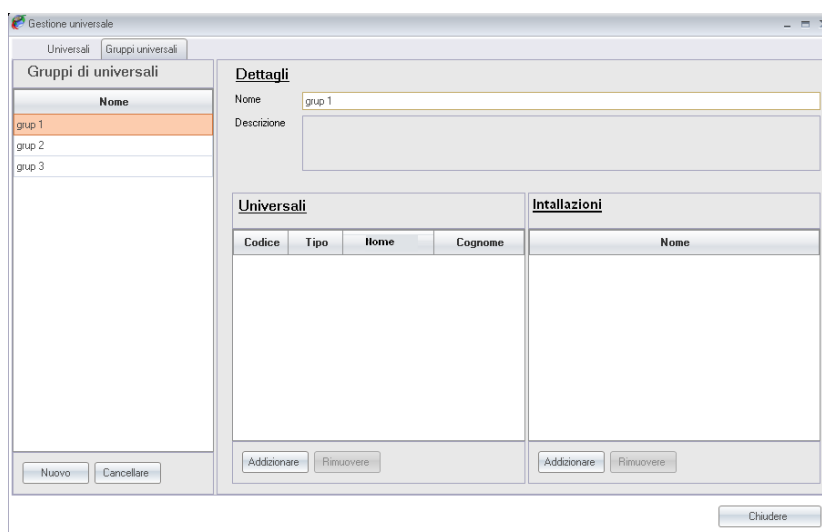 Gestione universale
Universali Gruppi universali
Gruppi di universali
Nome
grup 1
grup 2
grup 3
Nuovo Cancellare
Dettagli
Nome grup 1
Descrizione
Universali
Codice Tipo Nome Cognome
Addizionare Rimuovere
Intallazioni
Nome
Addizionare Rimuovere
Chiudere